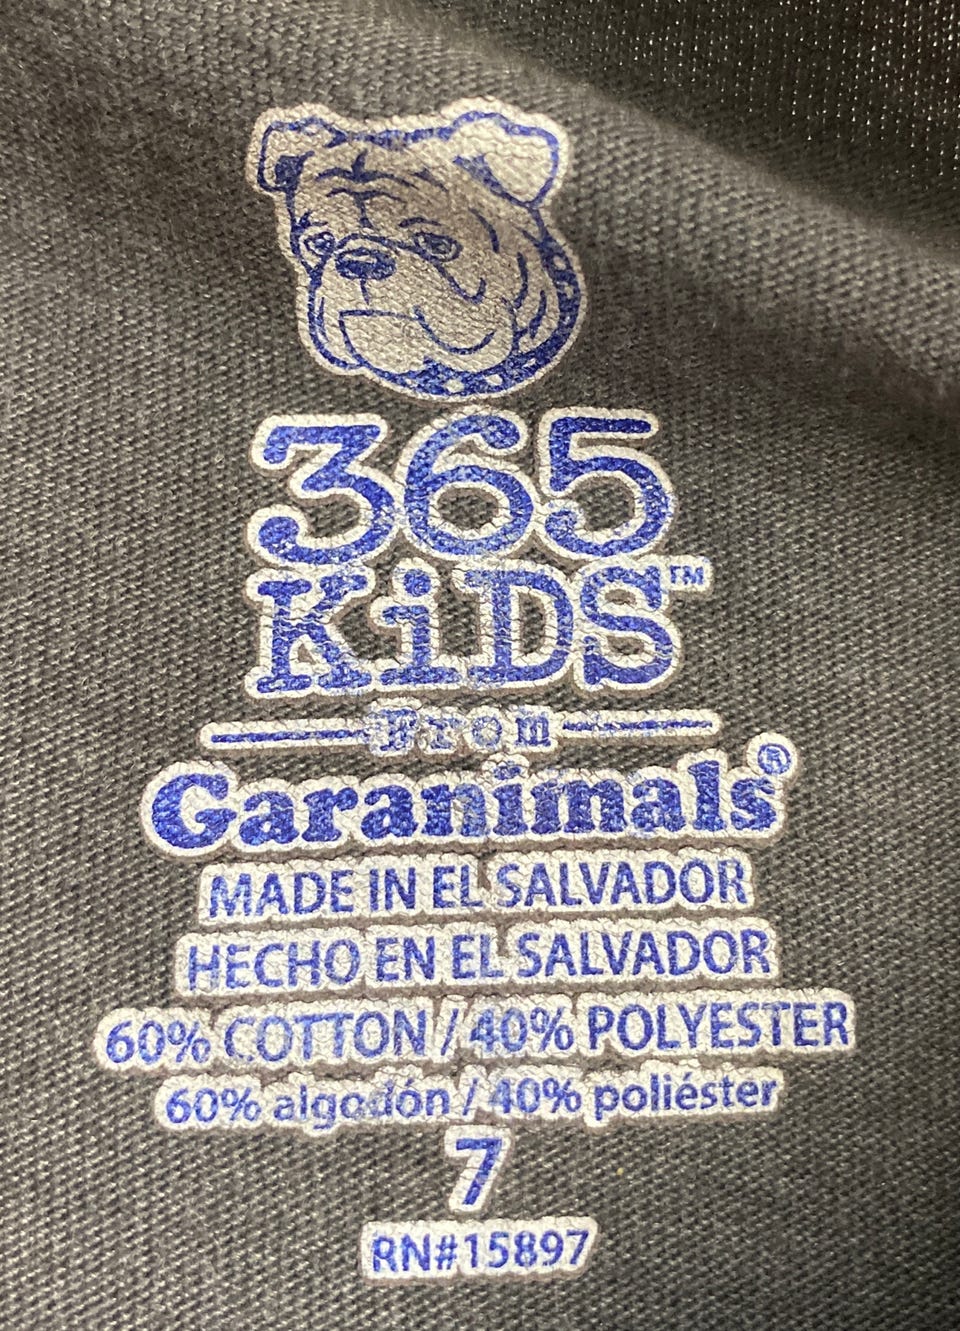 365
KiDS™
From
Garanimals®
MADE IN EL SALVADOR
HECHO EN EL SALVADOR
60% COTTON / 40% POLYESTER
60% algodón / 40% poliéster
7
RN#15897